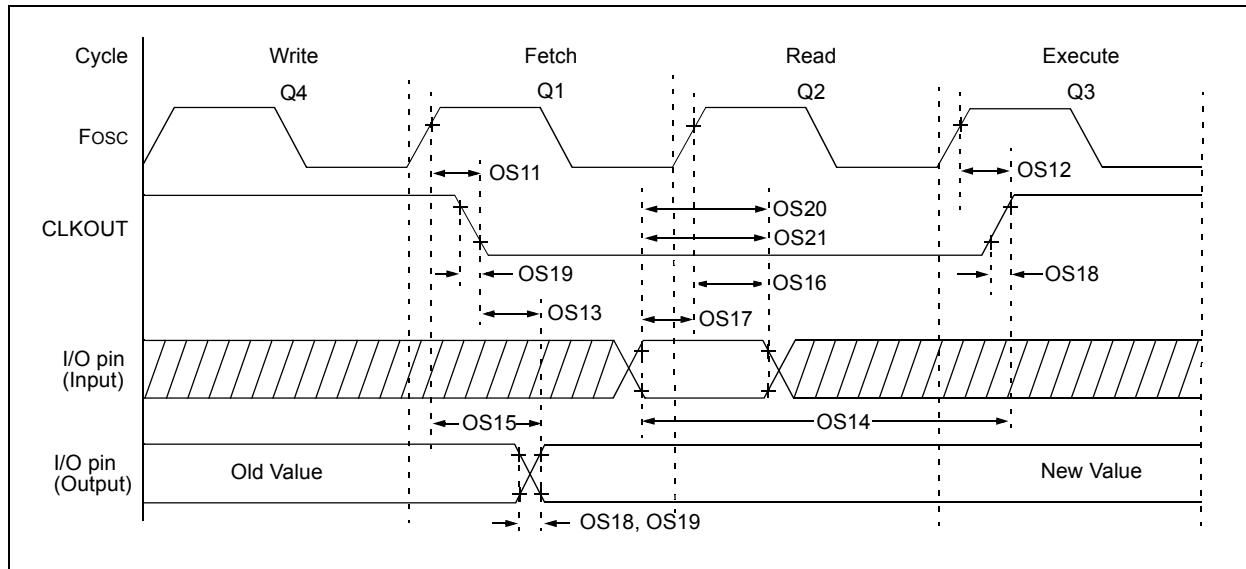 Cycle Write Fetch Read Execute
Q4 Q1 Q2 Q3
FOSC
OS11 OS12
OS20
CLKOUT
OS21
OS19 OS18
OS16
OS13 OS17
I/O pin
(Input)
OS15 OS14
I/O pin
(Output)
Old Value New Value
OS18, OS19